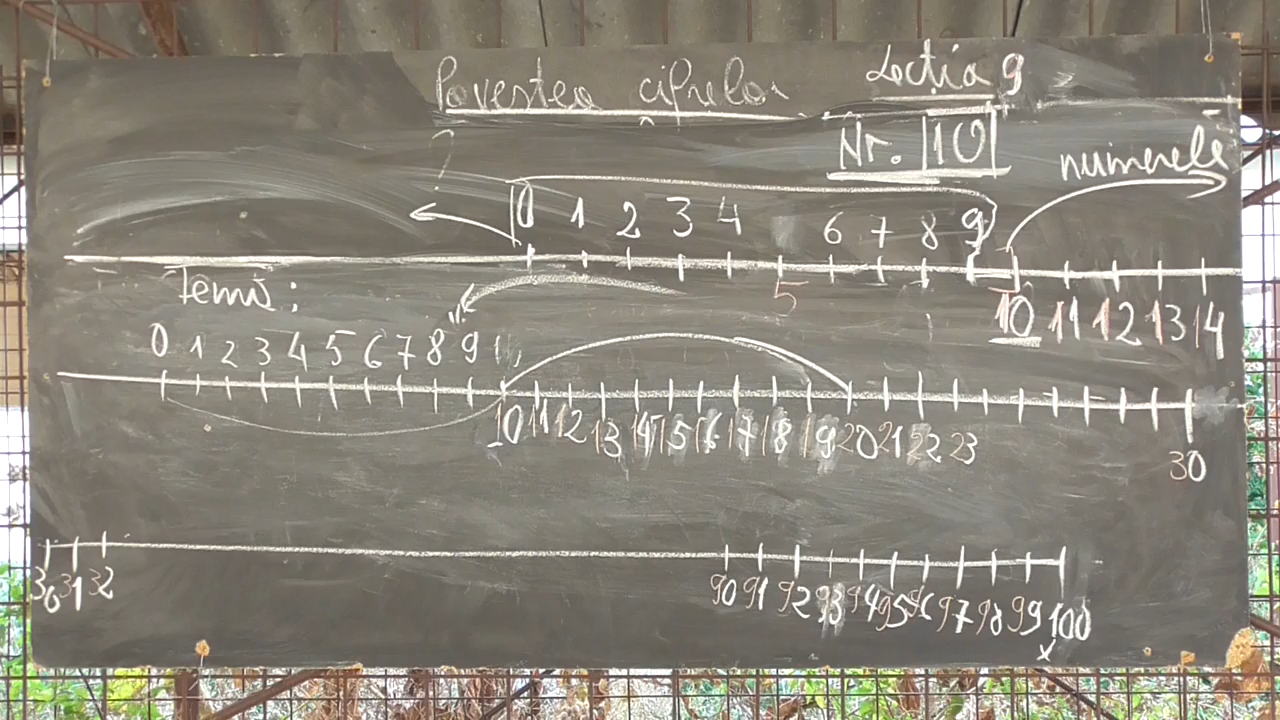 Povestea cifrelor Lecția 9
Nr. 10
numerele
?
0 1 2 3 4 6 7 8 9
5 10 11 12 13 14
Temă:
0 1 2 3 4 5 6 7 8 9
10 11 12 13 14 15 16 17 18 19 20 21 22 23
30
30 31 32
90 91 92 93 94 95 96 97 98 99 100
x